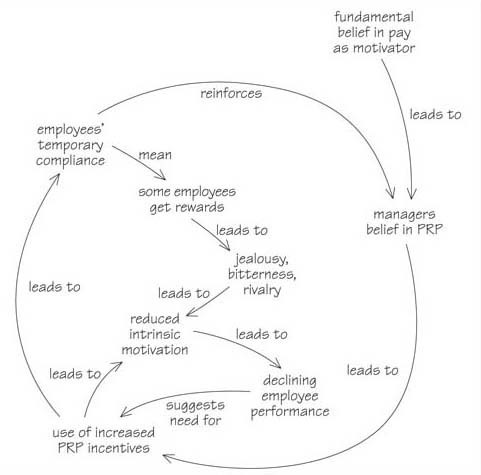 fundamental
belief in pay
as motivator
reinforces
leads to
employees'
temporary
compliance
mean
some employees
get rewards
managers
belief in PRP
leads to
jealousy,
bitterness,
rivalry
leads to
leads to
reduced
intrinsic
motivation
leads to
leads to
leads to
declining
employee
performance
suggests
need for
use of increased
PRP incentives